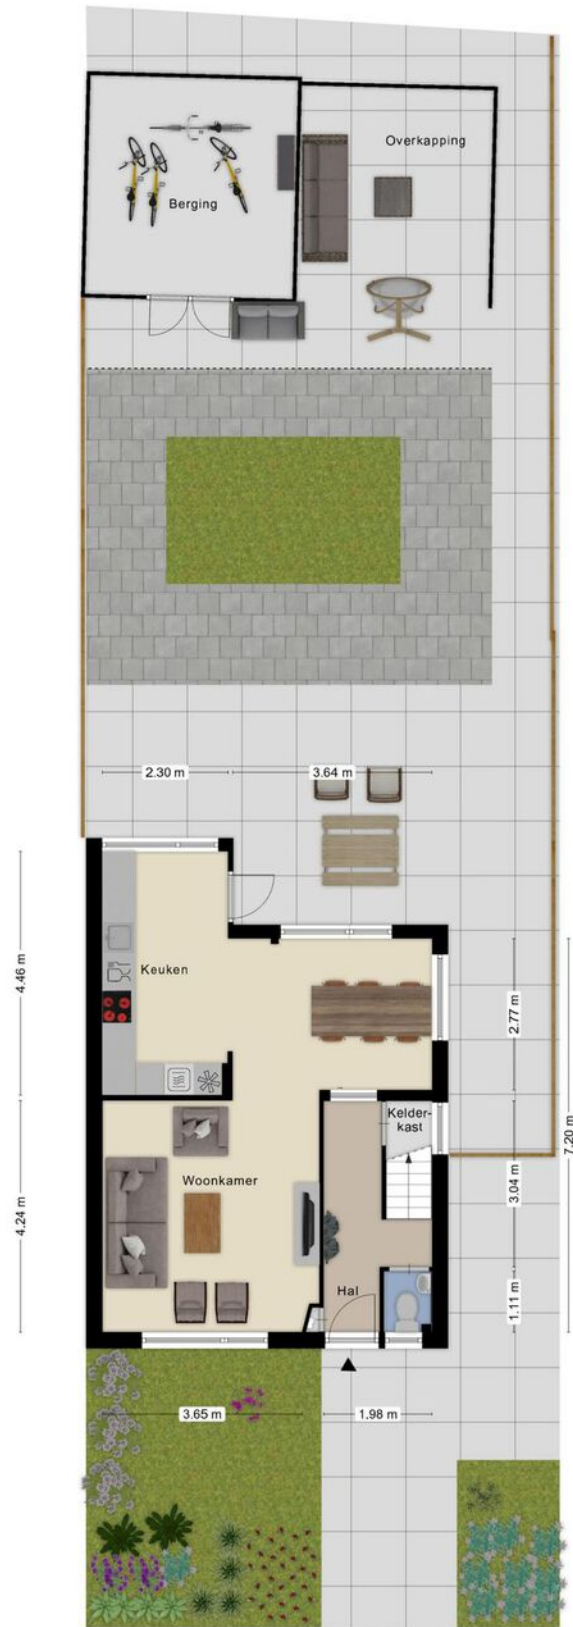 Overkapping
Berging
2.30 m
3.64 m
4.46 m
Keuken
2.77 m
7.20 m
Kelder-
kast
3.04 m
Woonkamer
4.24 m
Hal
1.11 m
3.65 m
1.98 m